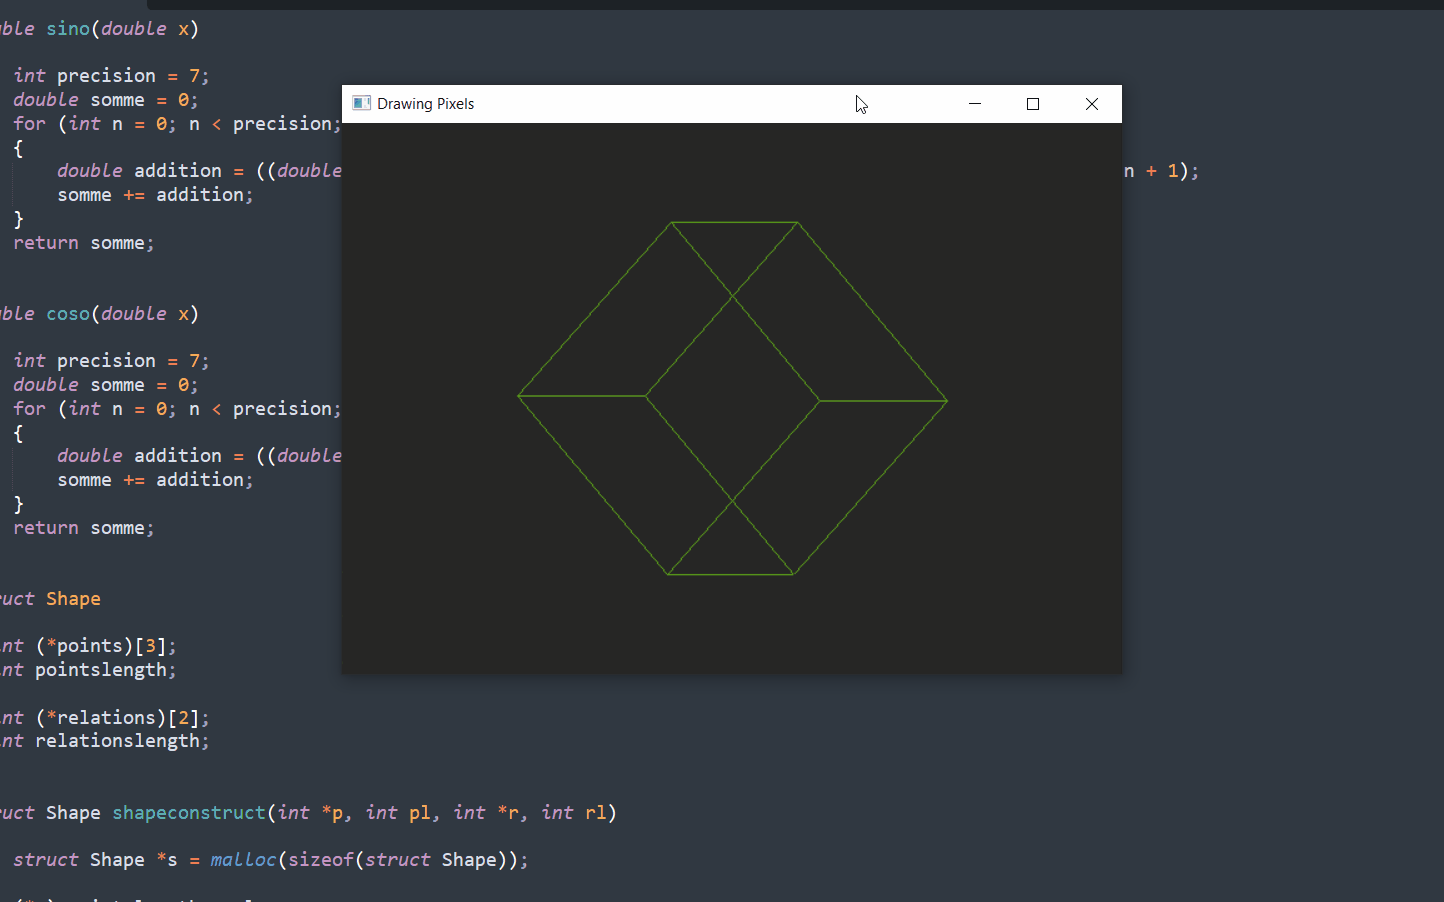 ble sino(double x)
int precision = 7;
double somme = 0;
for (int n = 0; n < precision;
{
double addition = ((double
n + 1);
somme += addition;
}
return somme;
ble coso(double x)
int precision = 7;
double somme = 0;
for (int n = 0; n < precision;
{
double addition = ((double
somme += addition;
}
return somme;
uct Shape
nt (*points)[3];
nt pointslength;
nt (*relations)[2];
nt relationslength;
uct Shape shapeconstruct(int *p, int pl, int *r, int rl)
struct Shape *s = malloc(sizeof(struct Shape));
Drawing Pixels